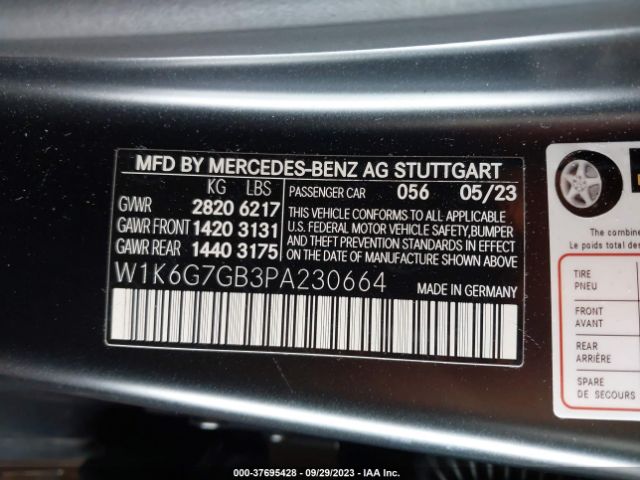 MFD BY MERCEDES-BENZ AG STUTTGART
KG LBS
GVWR 2820 6217
GAWR FRONT 1420 3131
GAWR REAR 1440 3175
PASSENGER CAR 056 05/23
THIS VEHICLE CONFORMS TO ALL APPLICABLE
U.S. FEDERAL MOTOR VEHICLE SAFETY,BUMPER
AND THEFT PREVENTION STANDARDS IN EFFECT
ON THE DATE OF MANUFACTURE SHOWN ABOVE.
W1K6G7GB3PA230664 MADE IN GERMANY
The combine
Le poids total de
TIRE
PNEU
FRONT
AVANT
REAR
ARRIÈRE
SPARE
DE SECOURS
000-37695428 - 09/29/2023 - IAA Inc.